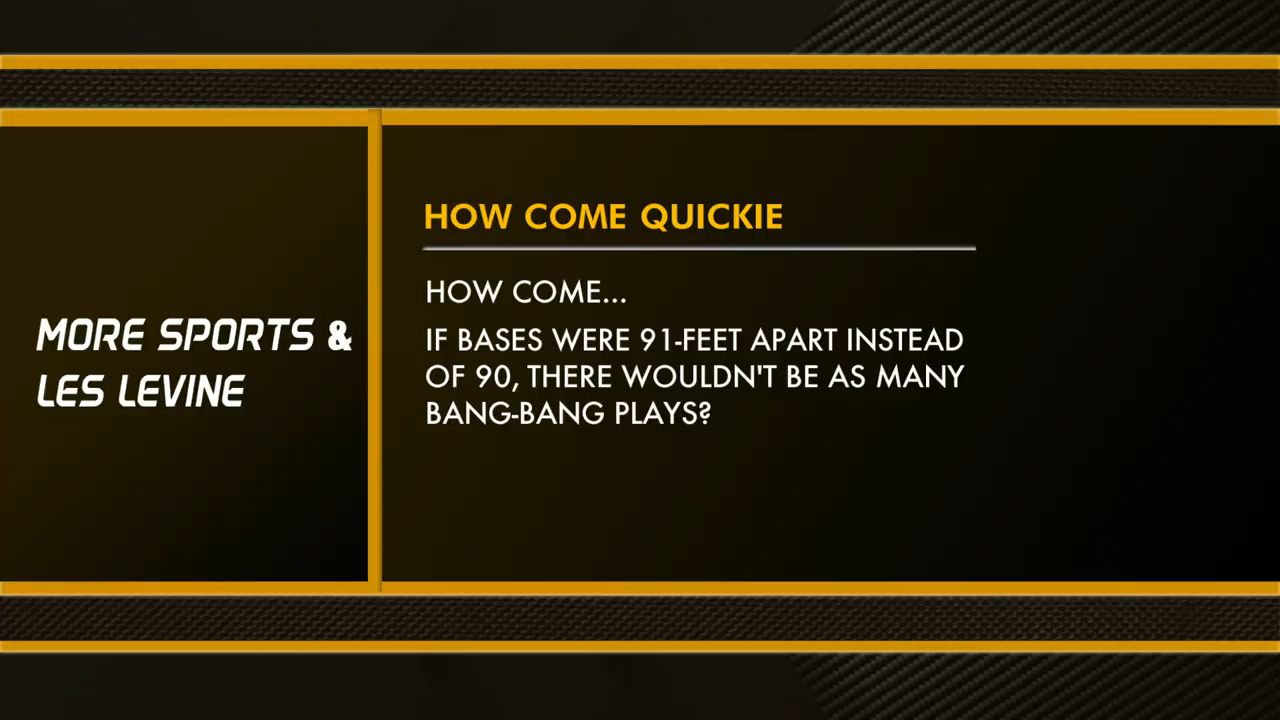 MORE SPORTS &
LES LEVINE
HOW COME QUICKIE
HOW COME...
IF BASES WERE 91-FEET APART INSTEAD
OF 90, THERE WOULDN'T BE AS MANY
BANG-BANG PLAYS?